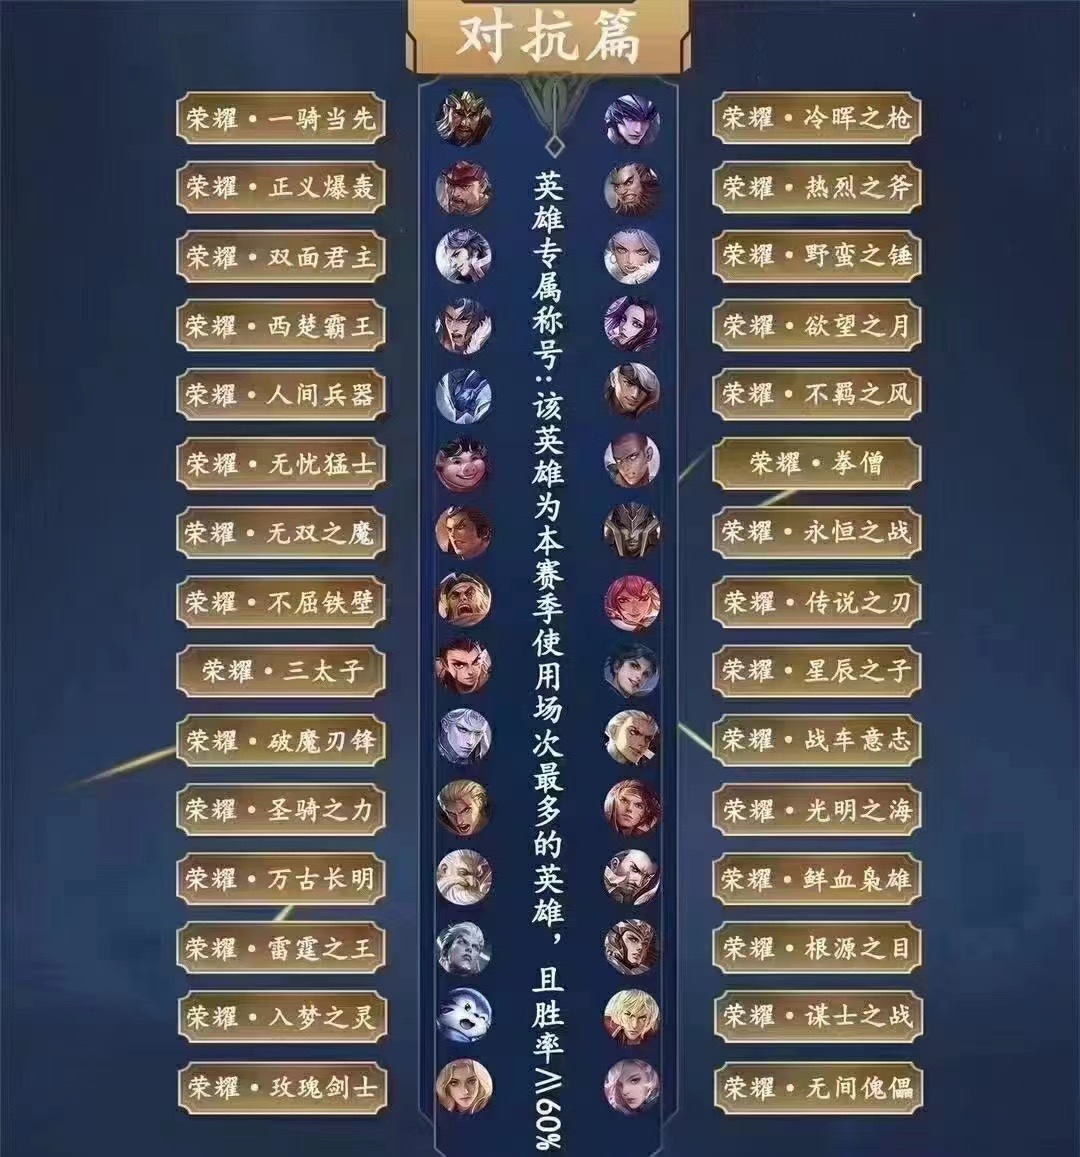 对抗篇
荣耀·一骑当先
荣耀·正义爆轰
荣耀·双面君主
荣耀·西楚霸王
荣耀·人间兵器
荣耀·无忧猛士
荣耀·无双之魔
荣耀·不屈铁壁
荣耀·三太子
荣耀·破魔刃锋
荣耀·圣骑之力
荣耀·万古长明
荣耀·雷霆之王
荣耀·入梦之灵
荣耀·玫瑰剑士
英雄专属称号:该英雄为本赛季使用场次最多的英雄，且胜率≥60%
荣耀·冷晖之枪
荣耀·热烈之斧
荣耀·野蛮之锤
荣耀·欲望之月
荣耀·不羁之风
荣耀·拳僧
荣耀·永恒之战
荣耀·传说之刃
荣耀·星辰之子
荣耀·战车意志
荣耀·光明之海
荣耀·鲜血枭雄
荣耀·根源之目
荣耀·谋士之战
荣耀·无间傀儡